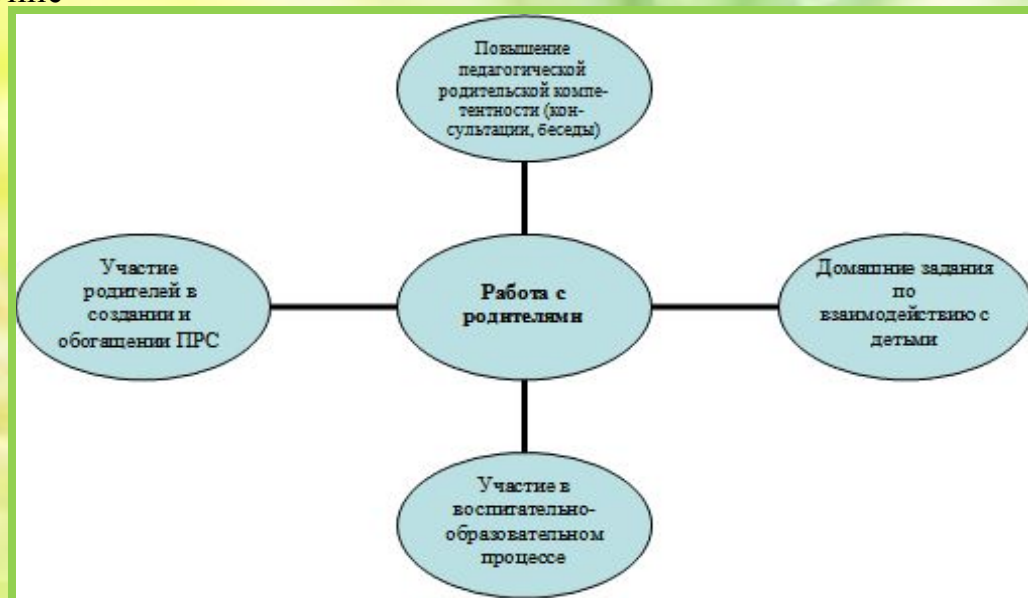 Повышение
педагогической
родительской компе-
тентности (кон-
сультации, беседы)
Участие
родителей в
создании и
обогащении ПРС
Работа с
родителями
Домашние задания
по
взаимодействию с
детьми
Участие в
воспитательно-
образовательном
процессе